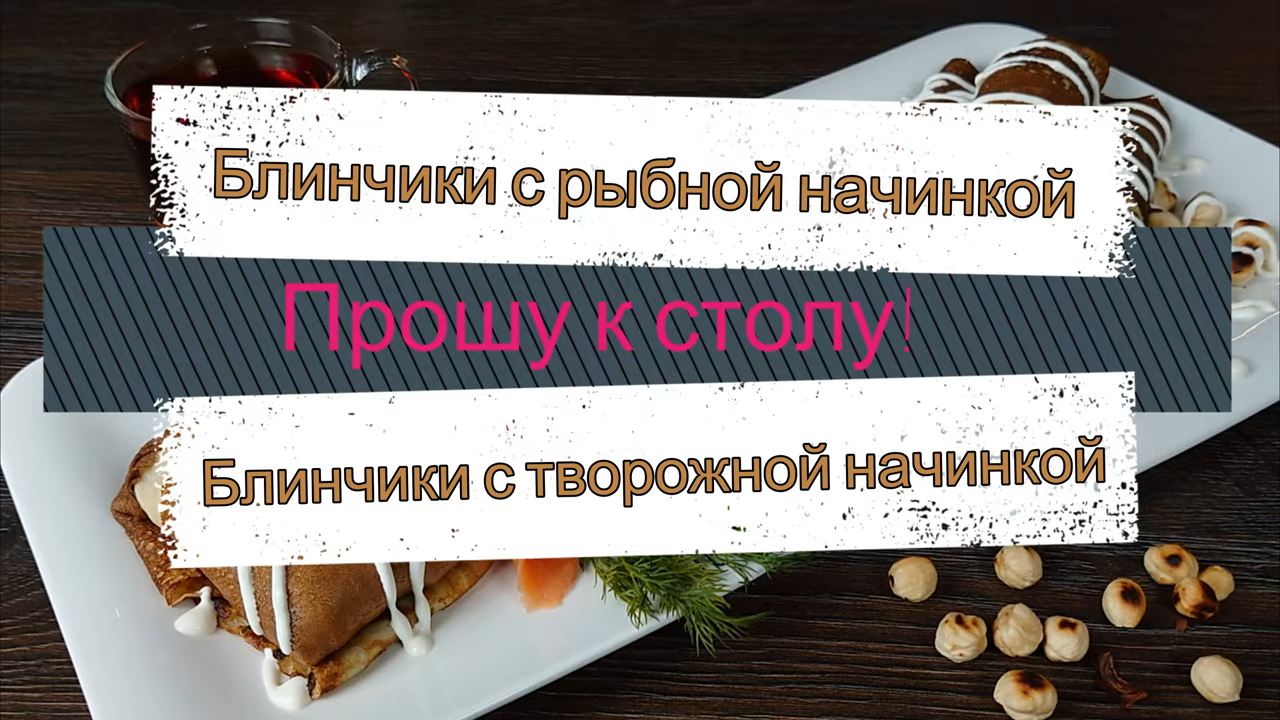 Блинчики с рыбной начинкой
Прошу к столу!
Блинчики с творожной начинкой